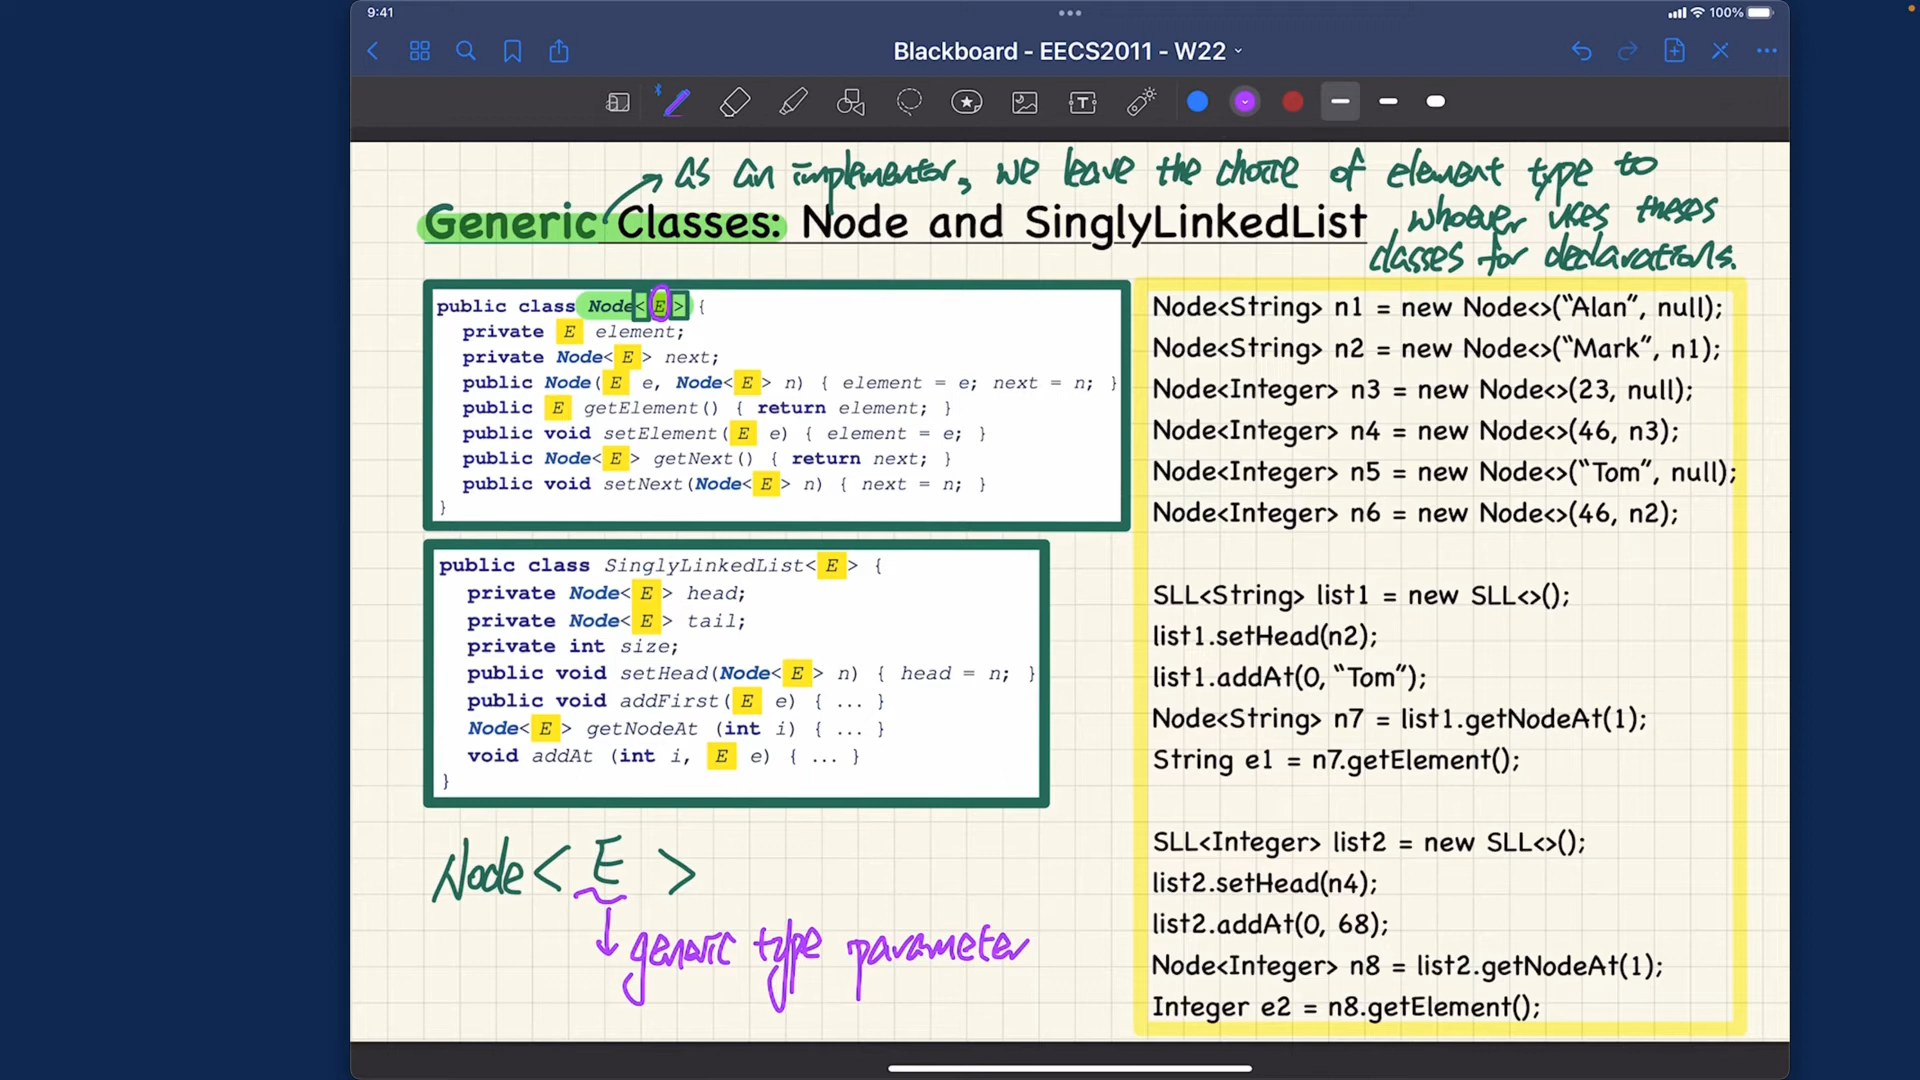 9:41
100%
Blackboard - EECS2011 - W22
as an implementor, we leave the choice of element type to
whoever uses theses
classes for declarations.
Generic Classes: Node and SinglyLinkedList
public class Node<E> {
private E element;
private Node<E> next;
public Node(E e, Node<E> n) { element = e; next = n; }
public E getElement() { return element; }
public void setElement(E e) { element = e; }
public Node<E> getNext() { return next; }
public void setNext(Node<E> n) { next = n; }
}
public class SinglyLinkedList<E> {
private Node<E> head;
private Node<E> tail;
private int size;
public void setHead(Node<E> n) { head = n; }
public void addFirst(E e) { ... }
Node<E> getNodeAt (int i) { ... }
void addAt (int i, E e) { ... }
}
Node<E>
generic type parameter
Node<String> n1 = new Node<>(“Alan”, null);
Node<String> n2 = new Node<>(“Mark”, n1);
Node<Integer> n3 = new Node<>(23, null);
Node<Integer> n4 = new Node<>(46, n3);
Node<Integer> n5 = new Node<>(“Tom”, null);
Node<Integer> n6 = new Node<>(46, n2);
SLL<String> list1 = new SLL<>();
list1.setHead(n2);
list1.addAt(0, “Tom”);
Node<String> n7 = list1.getNodeAt(1);
String e1 = n7.getElement();
SLL<Integer> list2 = new SLL<>();
list2.setHead(n4);
list2.addAt(0, 68);
Node<Integer> n8 = list2.getNodeAt(1);
Integer e2 = n8.getElement();